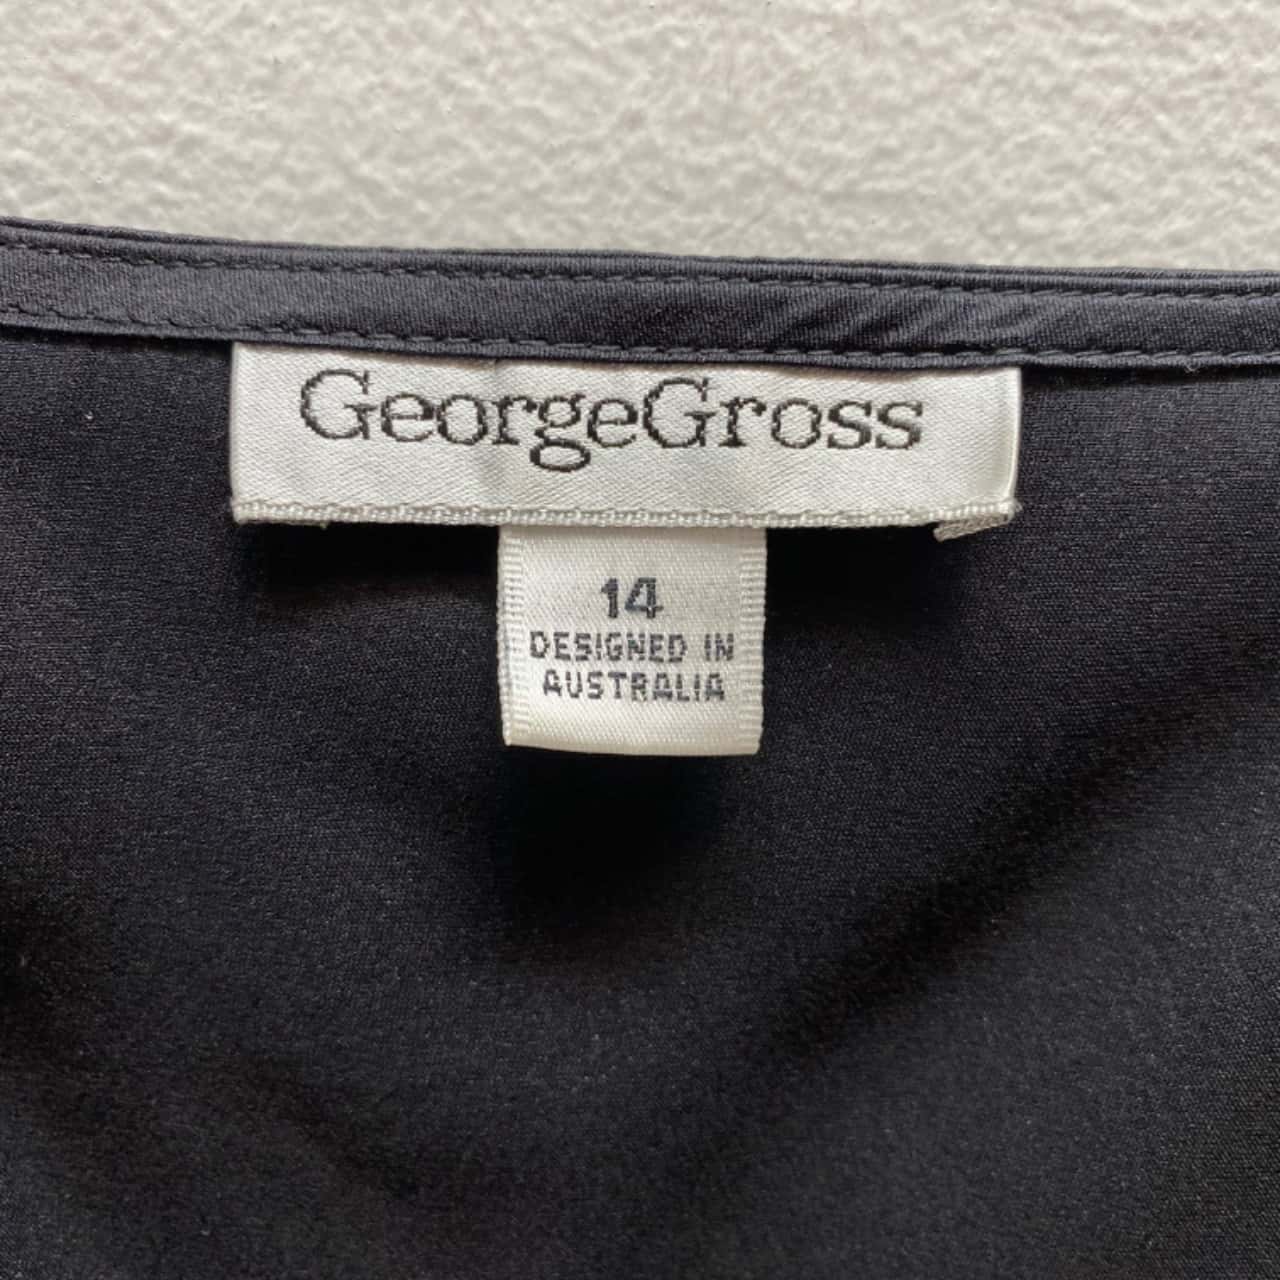 GeorgeGross
14
DESIGNED IN
AUSTRALIA